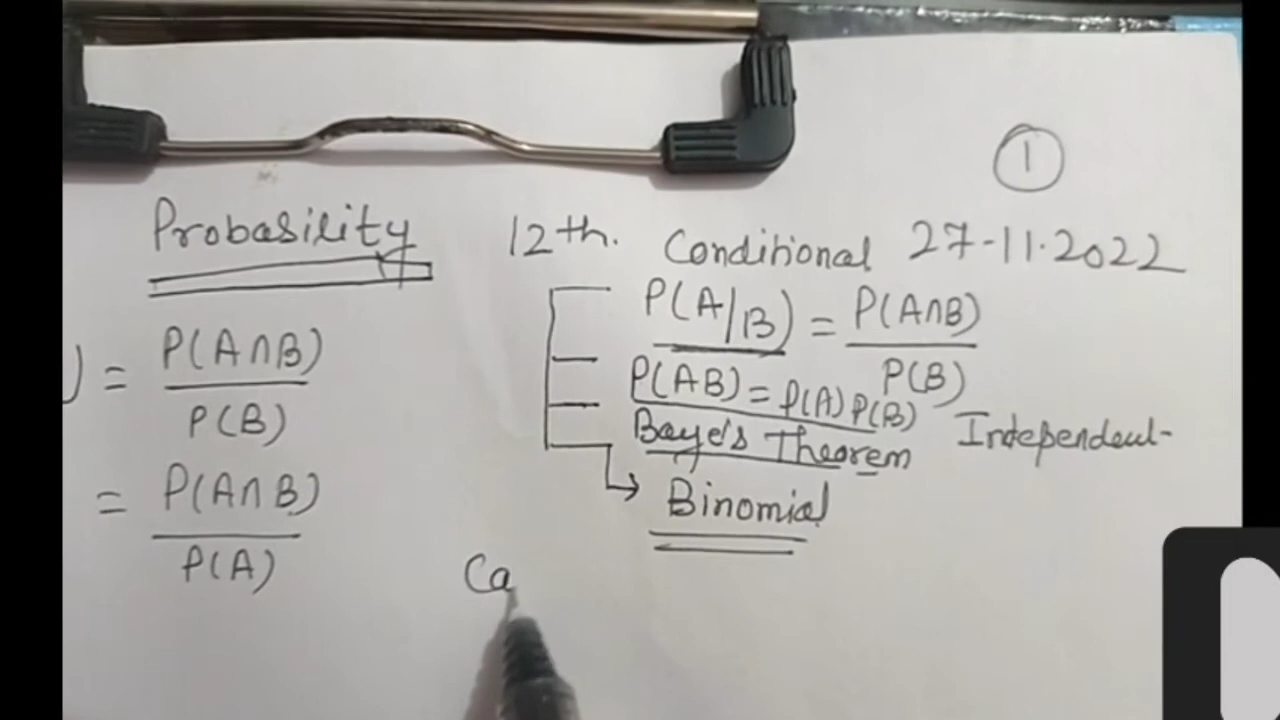 1
Probability 12th. Conditional 27-11.2022
P(A/B) = P(A∩B) / P(B)
) = P(A∩B) / P(B)
P(AB) = P(A) P(B) Independent
Baye's Theorem
Binomial
= P(A∩B) / P(A)
Ca